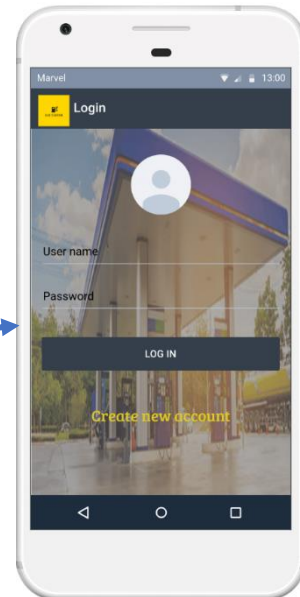 Marvel
13:00
Login
User name
Password
LOG IN
Create new account